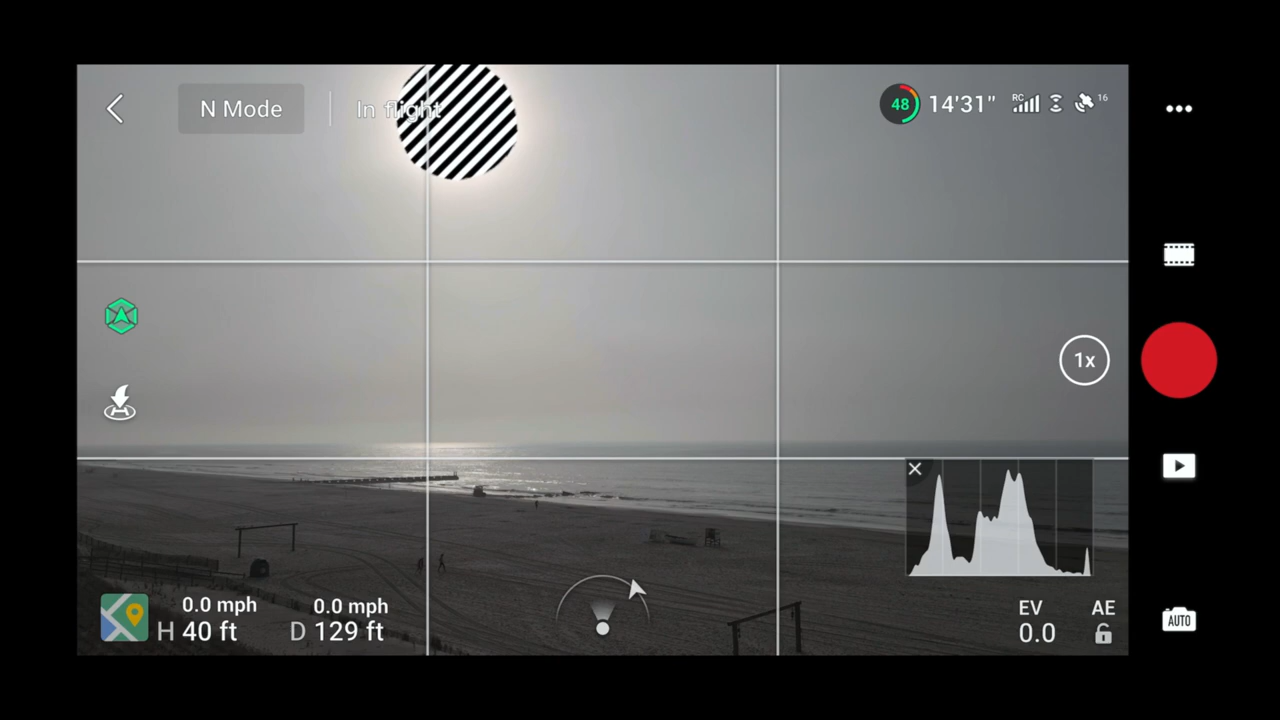 N Mode
In flight
48
14'31"
RC
16
1x
0.0 mph
0.0 mph
H 40 ft
D 129 ft
EV
AE
0.0
AUTO